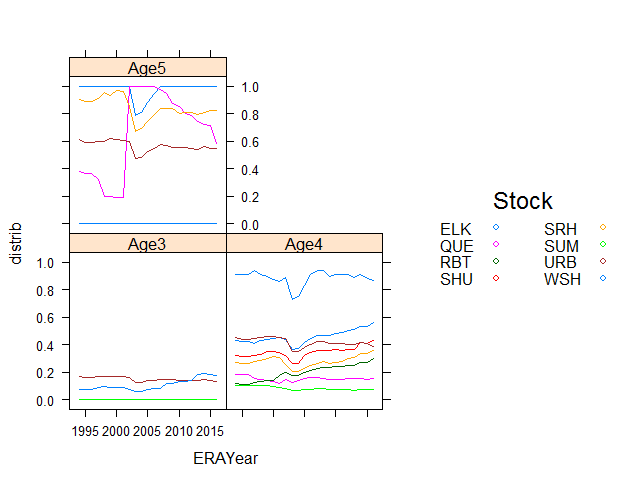 Age5
1.0
0.8
0.6
0.4
0.2
0.0
distrib
Age3
Age4
1.0
0.8
0.6
0.4
0.2
0.0
1995 2000 2005 2010 2015
ERAYear
Stock
ELK SRH
QUE SUM
RBT URB
SHU WSH